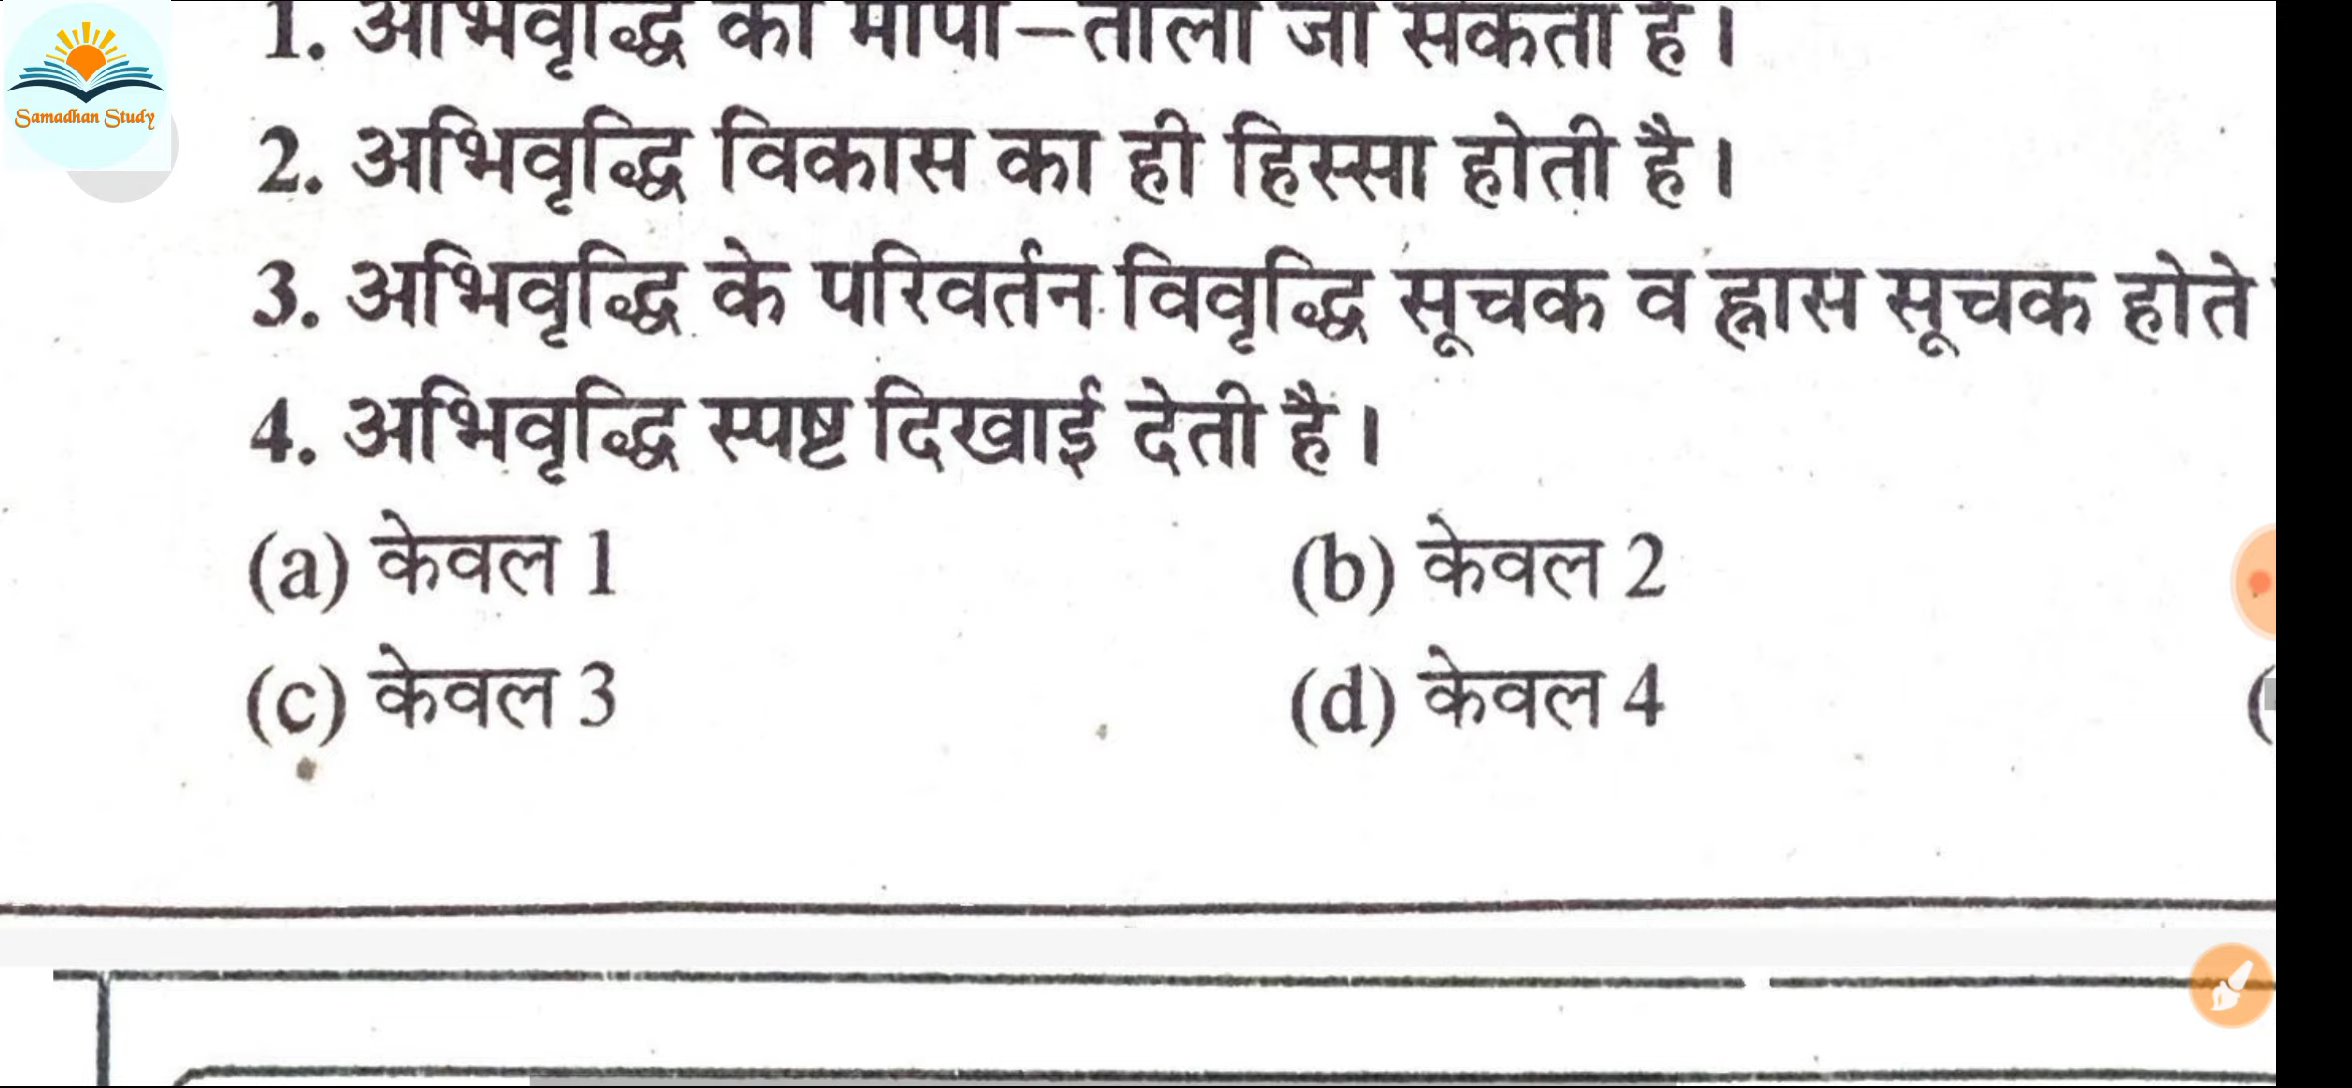 Samadhan Study
1. अभिवृद्धि को मापा–तोला जा सकता है।
2. अभिवृद्धि विकास का ही हिस्सा होती है।
3. अभिवृद्धि के परिवर्तन विवृद्धि सूचक व ह्रास सूचक होते
4. अभिवृद्धि स्पष्ट दिखाई देती है।
(a) केवल 1 (b) केवल 2
(c) केवल 3 (d) केवल 4 (